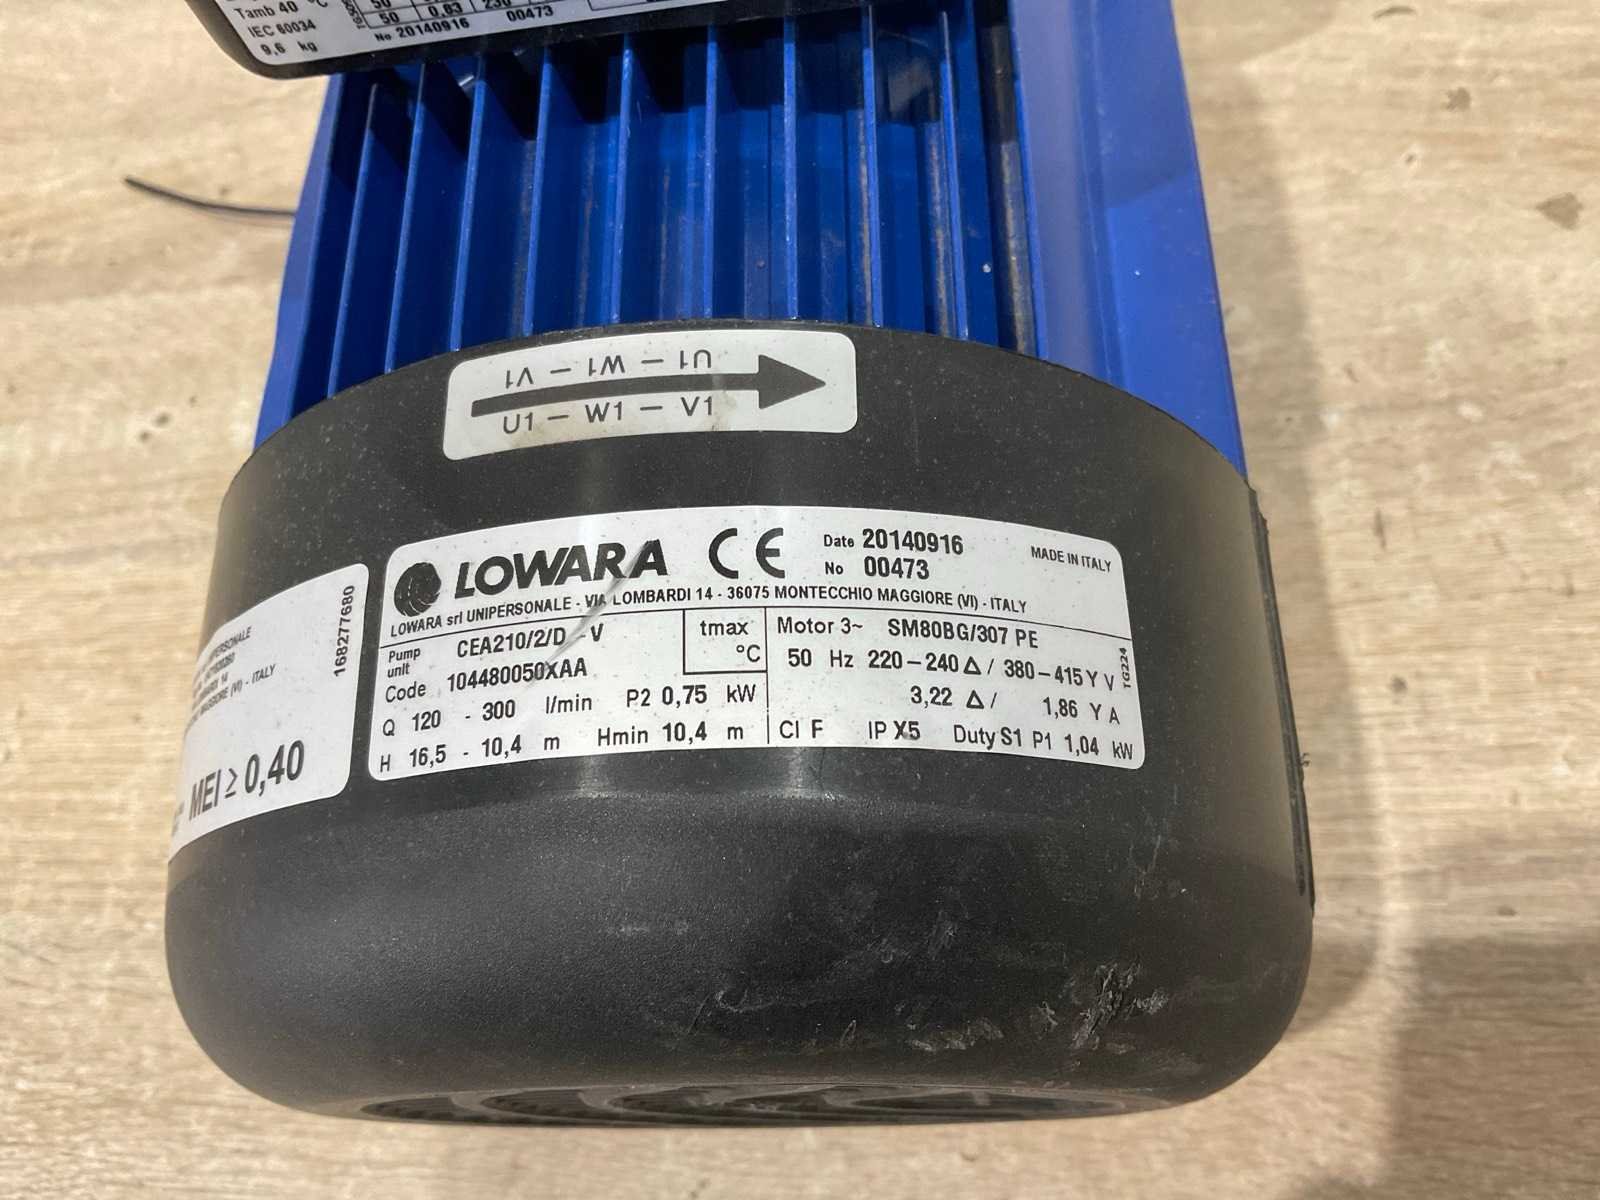 Tamb 40 °C
IEC 60034
9,6 kg
50
50 0,83 230
No 20140916 00473
V1 – W1 – U1
U1 – W1 – V1
LOWARA CE Date 20140916 MADE IN ITALY
No 00473
LOWARA srl UNIPERSONALE - VIA LOMBARDI 14 - 36075 MONTECCHIO MAGGIORE (VI) - ITALY
Pump unit CEA210/2/D - V
Code 104480050XAA
tmax °C
Q 120 - 300 l/min P2 0,75 kW
H 16,5 - 10,4 m Hmin 10,4 m
Motor 3~ SM80BG/307 PE
50 Hz 220–240 Δ / 380–415 Y V
3,22 Δ / 1,86 Y A
Cl F IP X5 Duty S1 P1 1,04 kW
TG224
168277680
- ITALY
MEI ≥ 0,40